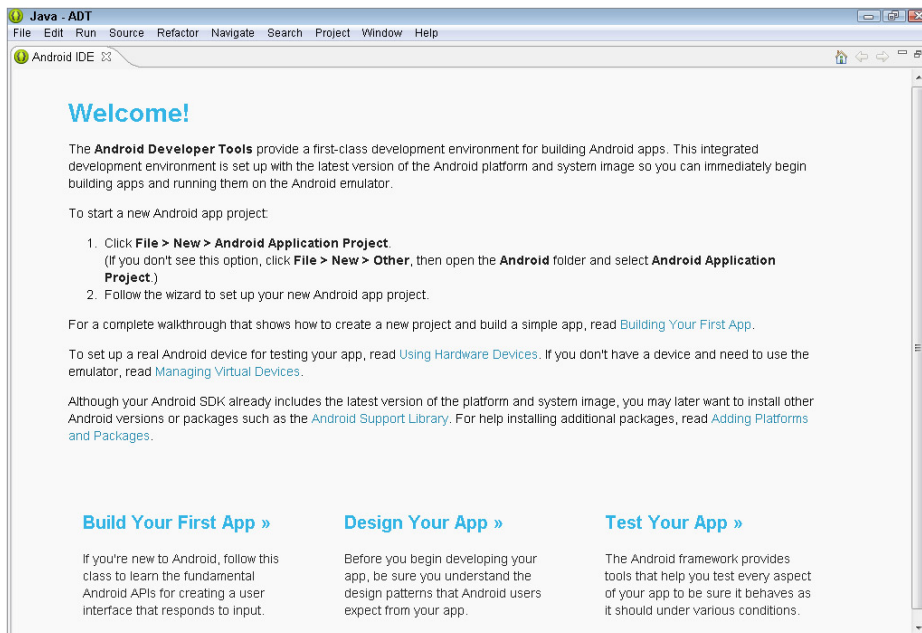 Java - ADT
File Edit Run Source Refactor Navigate Search Project Window Help
Android IDE
Welcome!
The Android Developer Tools provide a first-class development environment for building Android apps. This integrated
development environment is set up with the latest version of the Android platform and system image so you can immediately begin
building apps and running them on the Android emulator.
To start a new Android app project:
1. Click File > New > Android Application Project.
(If you don't see this option, click File > New > Other, then open the Android folder and select Android Application
Project.)
2. Follow the wizard to set up your new Android app project.
For a complete walkthrough that shows how to create a new project and build a simple app, read Building Your First App.
To set up a real Android device for testing your app, read Using Hardware Devices. If you don't have a device and need to use the
emulator, read Managing Virtual Devices.
Although your Android SDK already includes the latest version of the platform and system image, you may later want to install other
Android versions or packages such as the Android Support Library. For help installing additional packages, read Adding Platforms
and Packages.
Build Your First App »
If you're new to Android, follow this
class to learn the fundamental
Android APIs for creating a user
interface that responds to input.
Design Your App »
Before you begin developing your
app, be sure you understand the
design patterns that Android users
expect from your app.
Test Your App »
The Android framework provides
tools that help you test every aspect
of your app to be sure it behaves as
it should under various conditions.